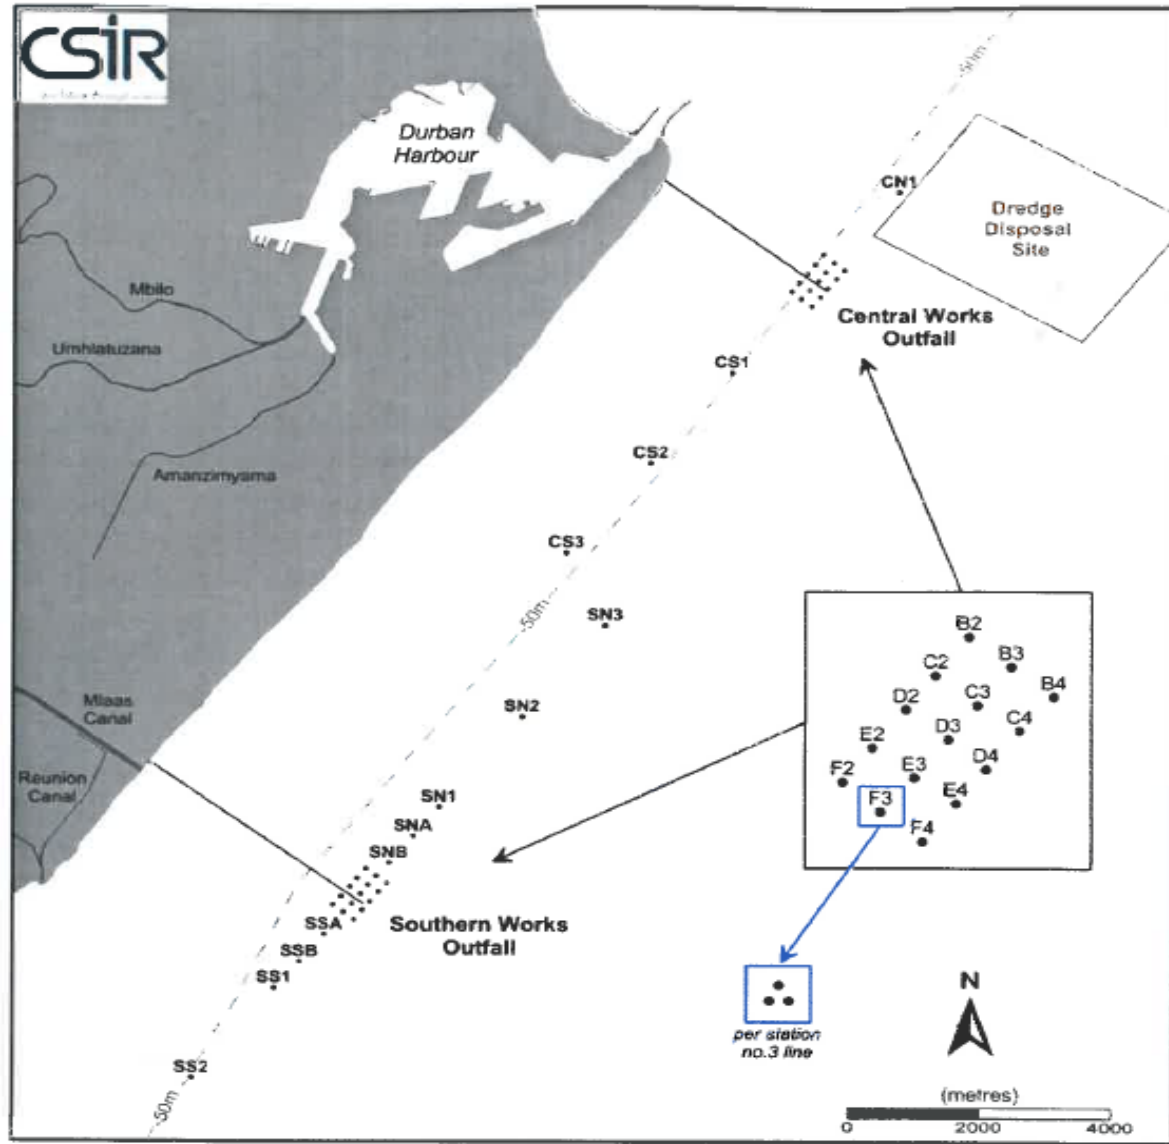 CSIR
Durban
Harbour
-50m
CN1
Dredge
Disposal
Site
Mbilo
Central Works
Outfall
Umhlatuzana
CS1
CS2
Amanzimyama
CS3
-50m
SN3
B2
B3
C2
B4
Mlaas
Canal
SN2
D2
C3
C4
D3
E2
D4
Reunion
Canal
E3
F2
SN1
F3
E4
SNA
F4
SNB
SSA
Southern Works
Outfall
SSB
SS1
N
per station
no.3 line
SS2
-50m
(metres)
0 2000 4000